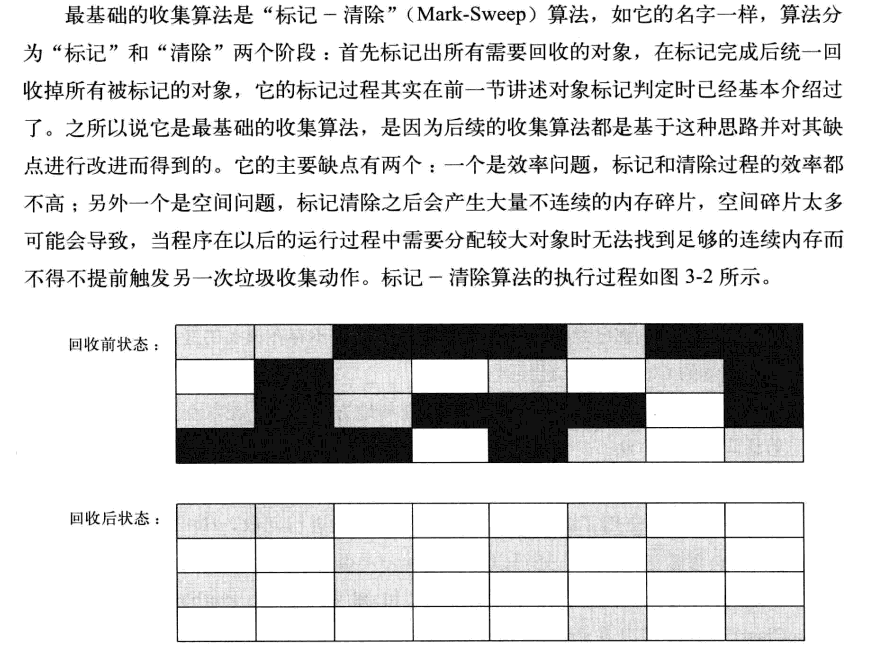 最基础的收集算法是“标记－清除”（Mark-Sweep）算法，如它的名字一样，算法分
为“标记”和“清除”两个阶段：首先标记出所有需要回收的对象，在标记完成后统一回
收掉所有被标记的对象，它的标记过程其实在前一节讲述对象标记判定时已经基本介绍过
了。之所以说它是最基础的收集算法，是因为后续的收集算法都是基于这种思路并对其缺
点进行改进而得到的。它的主要缺点有两个：一个是效率问题，标记和清除过程的效率都
不高；另外一个是空间问题，标记清除之后会产生大量不连续的内存碎片，空间碎片太多
可能会导致，当程序在以后的运行过程中需要分配较大对象时无法找到足够的连续内存而
不得不提前触发另一次垃圾收集动作。标记－清除算法的执行过程如图 3-2 所示。
回收前状态：
回收后状态：